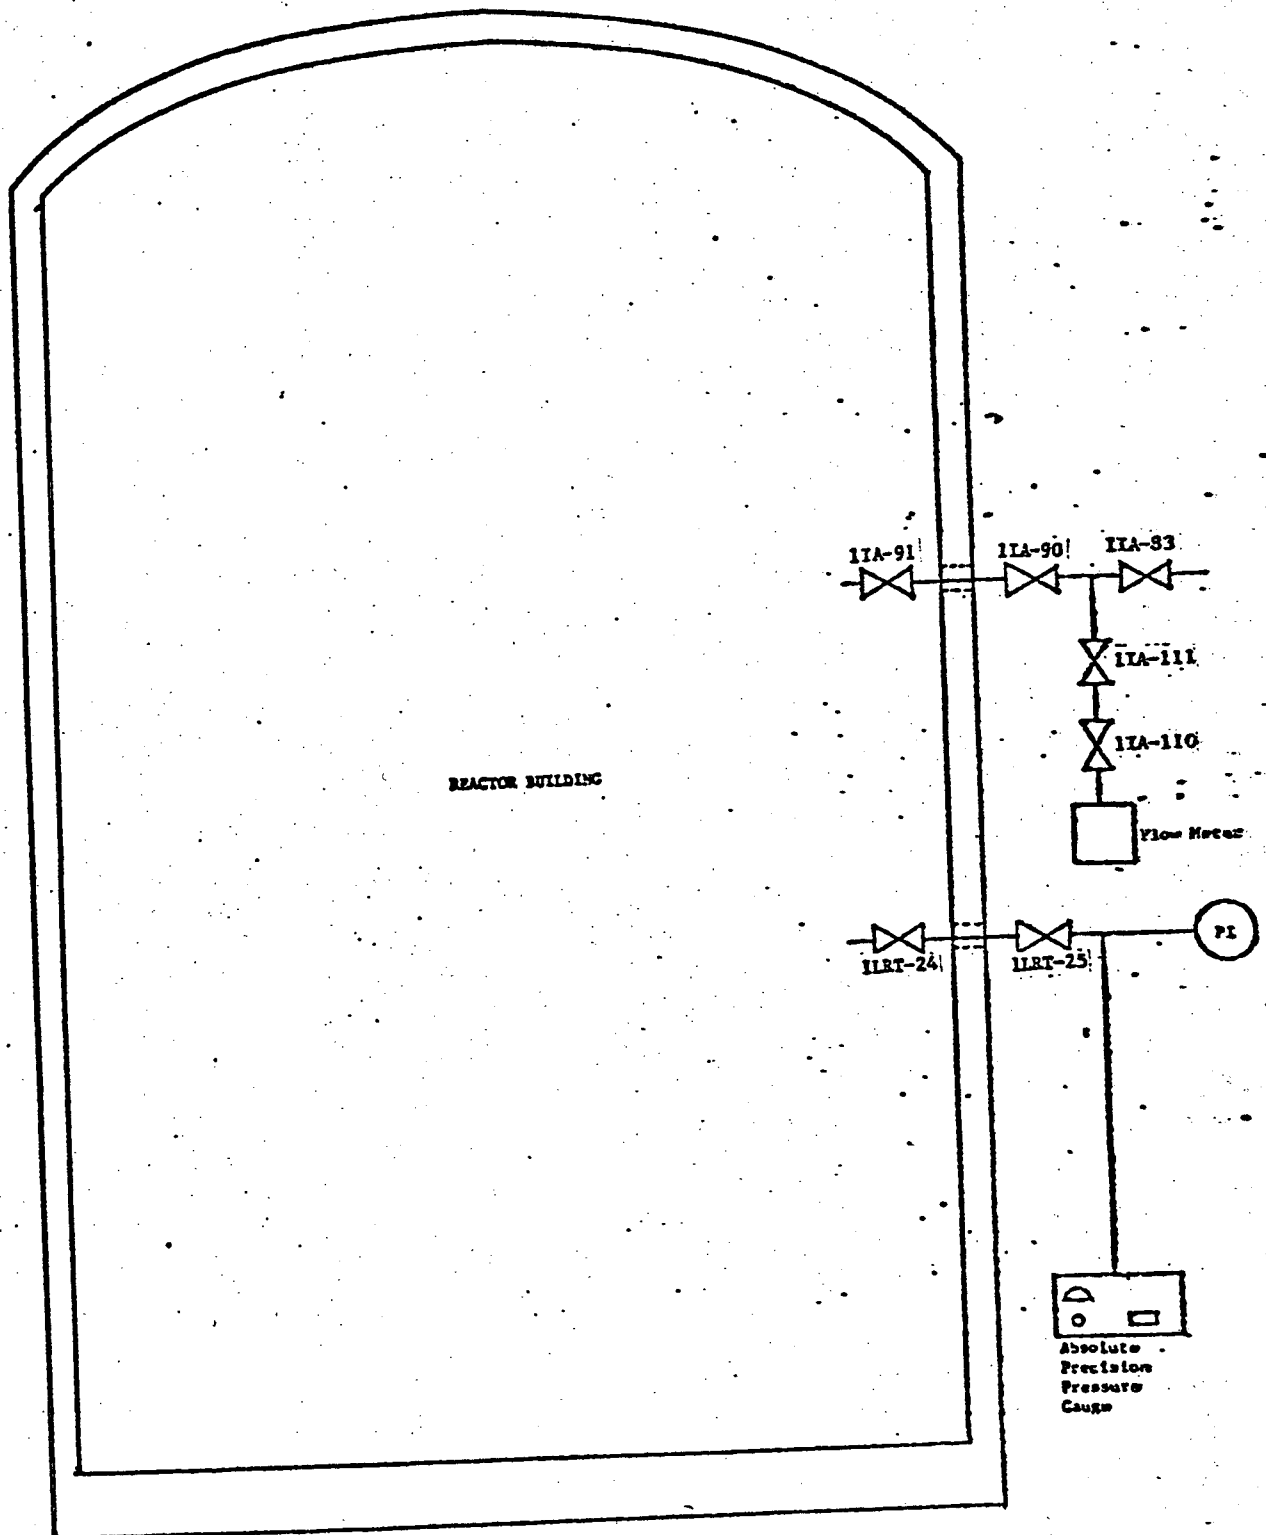 1IA-91 1IA-90 1IA-83
1IA-111
1IA-110
REACTOR BUILDING
Flow Meter
PI
1LRT-24 1LRT-25
Absolute
Precision
Pressure
Gauge